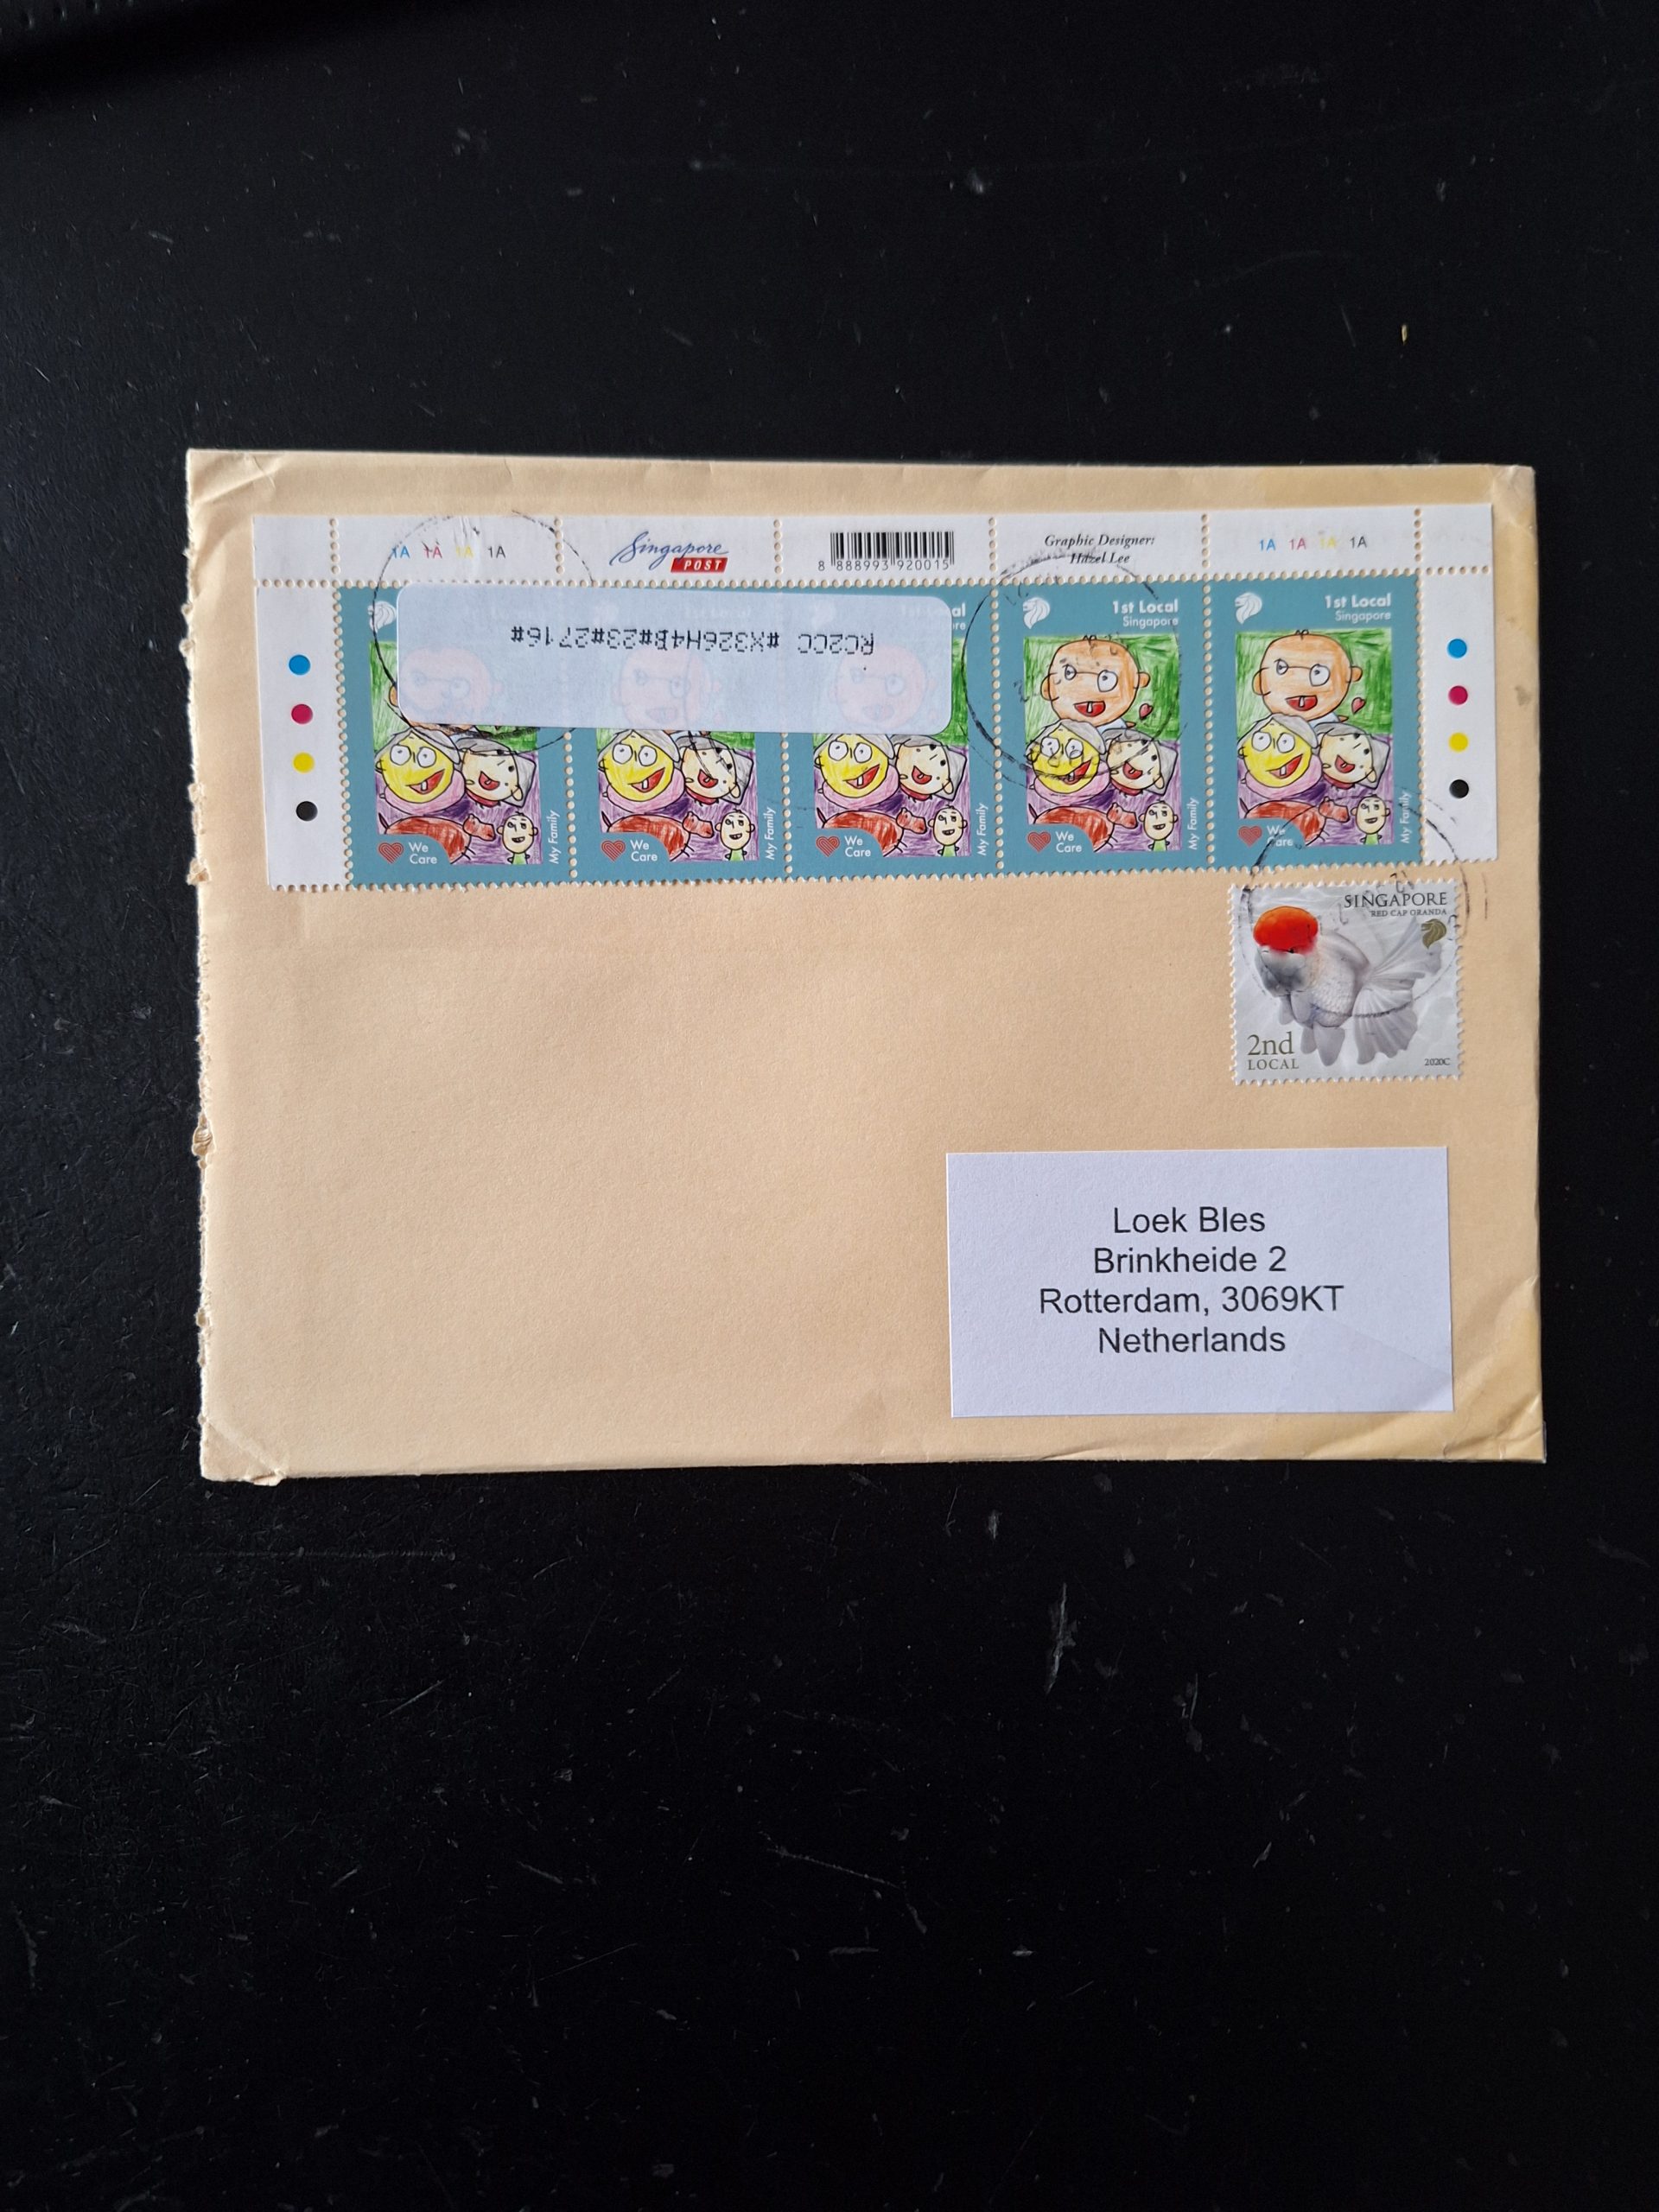 1A 1A 1A 1A
Singapore
POST
8 888993 920015
Graphic Designer:
Hazel Lee
1A 1A 1A 1A
RC2CC #X326H4B#23#2716#
1st Local
Singapore
1st Local
Singapore
We
Care
My Family
We
Care
My Family
We
Care
My Family
We
Care
My Family
We
Care
My Family
SINGAPORE
RED CAP ORANDA
2nd
LOCAL
2020C
Loek Bles
Brinkheide 2
Rotterdam, 3069KT
Netherlands